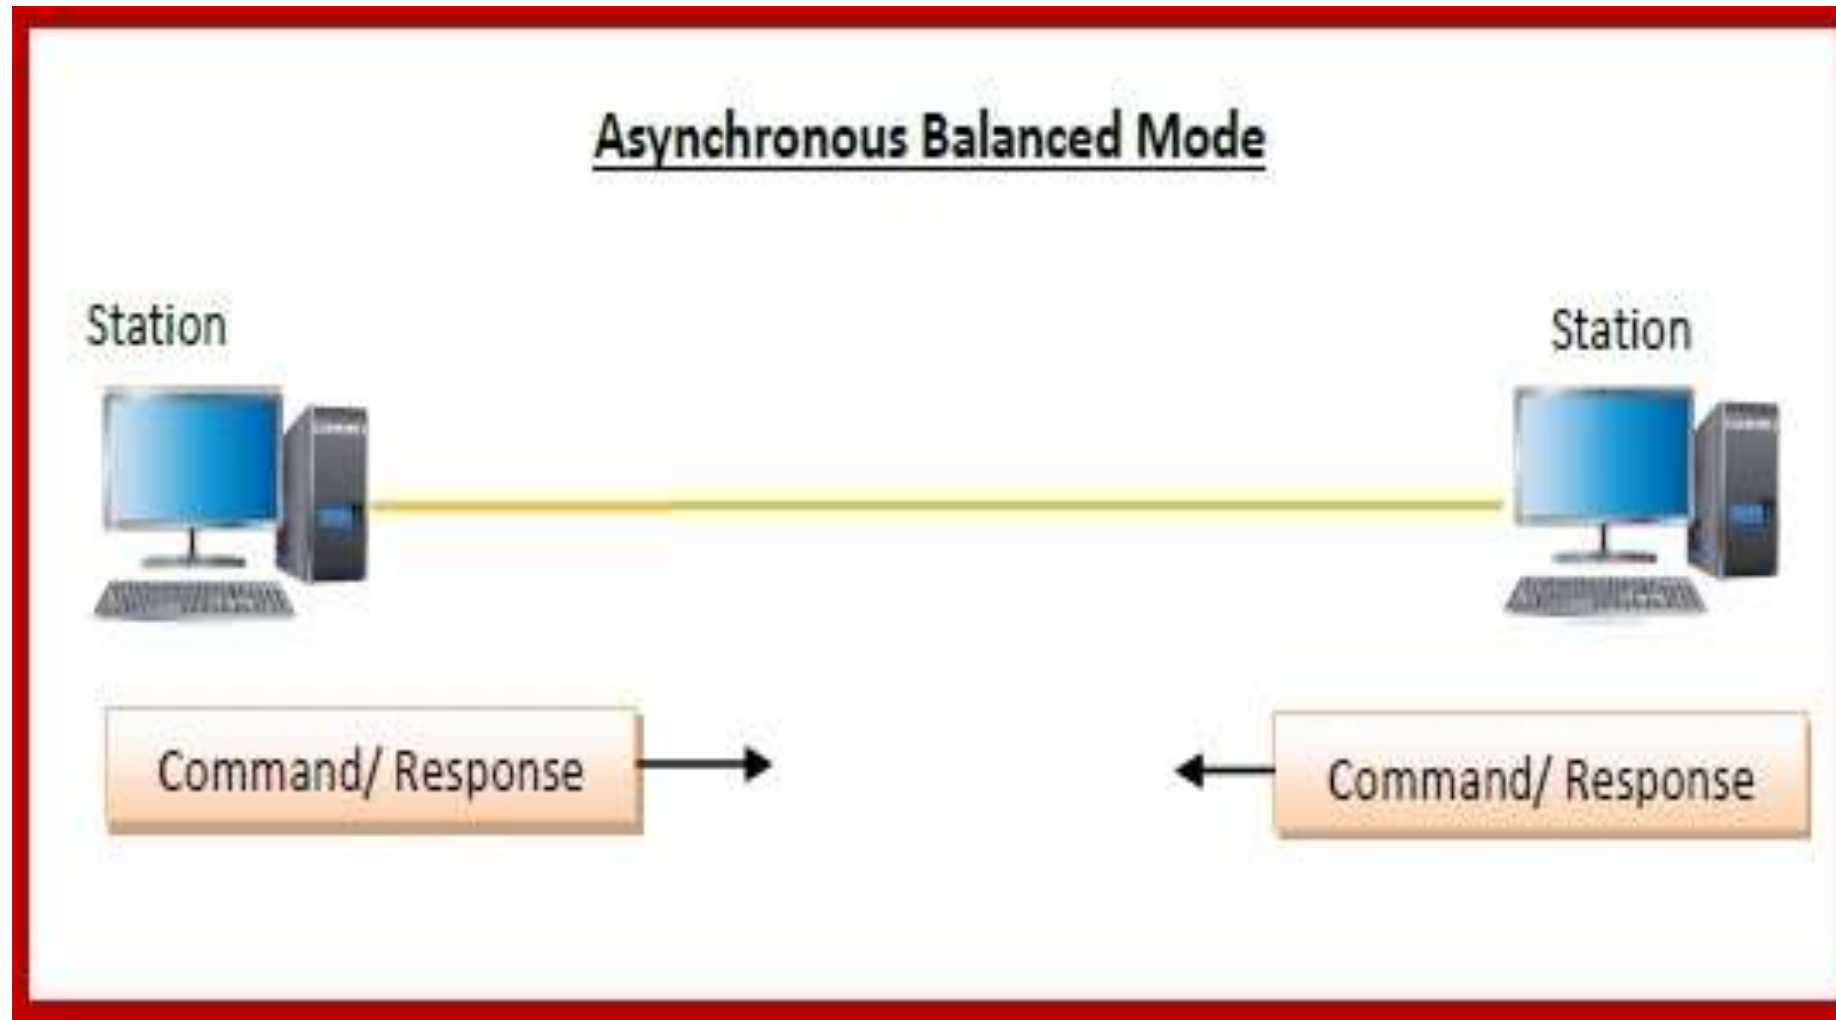 Asynchronous Balanced Mode
Station
Station
Command/ Response
Command/ Response